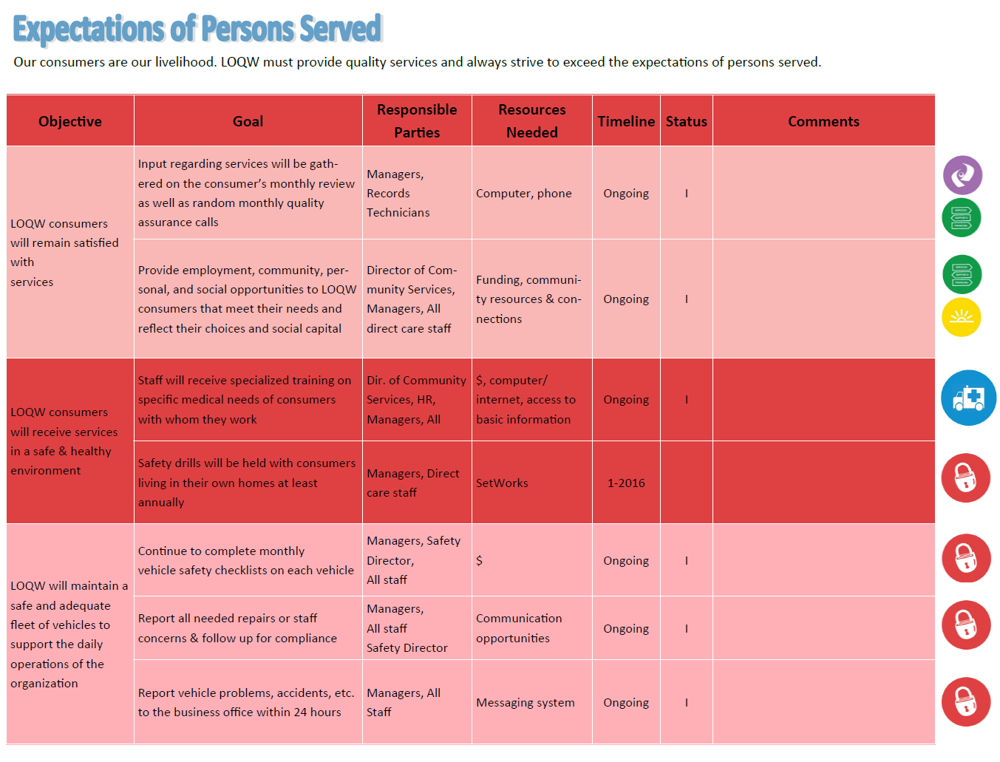 Expectations of Persons Served
Our consumers are our livelihood. LOQW must provide quality services and always strive to exceed the expectations of persons served.
Objective
Goal
Responsible
Parties
Resources
Needed
Timeline
Status
Comments
LOQW consumers
will remain satisfied
with
services
Input regarding services will be gath-
ered on the consumer’s monthly review
as well as random monthly quality
assurance calls
Managers,
Records
Technicians
Computer, phone
Ongoing
I
Provide employment, community, per-
sonal, and social opportunities to LOQW
consumers that meet their needs and
reflect their choices and social capital
Director of Com-
munity Services,
Managers, All
direct care staff
Funding, communi-
ty resources & con-
nections
Ongoing
I
SERVICES
SUPPORTS
FINANCING
SERVICES
SUPPORTS
FINANCING
LOQW consumers
will receive services
in a safe & healthy
environment
Staff will receive specialized training on
specific medical needs of consumers
with whom they work
Dir. of Community
Services, HR,
Managers, All
$, computer/
internet, access to
basic information
Ongoing
I
Safety drills will be held with consumers
living in their own homes at least
annually
Managers, Direct
care staff
SetWorks
1-2016
LOQW will maintain a
safe and adequate
fleet of vehicles to
support the daily
operations of the
organization
Continue to complete monthly
vehicle safety checklists on each vehicle
Managers, Safety
Director,
All staff
$
Ongoing
I
Report all needed repairs or staff
concerns & follow up for compliance
Managers,
All staff
Safety Director
Communication
opportunities
Ongoing
I
Report vehicle problems, accidents, etc.
to the business office within 24 hours
Managers, All
Staff
Messaging system
Ongoing
I